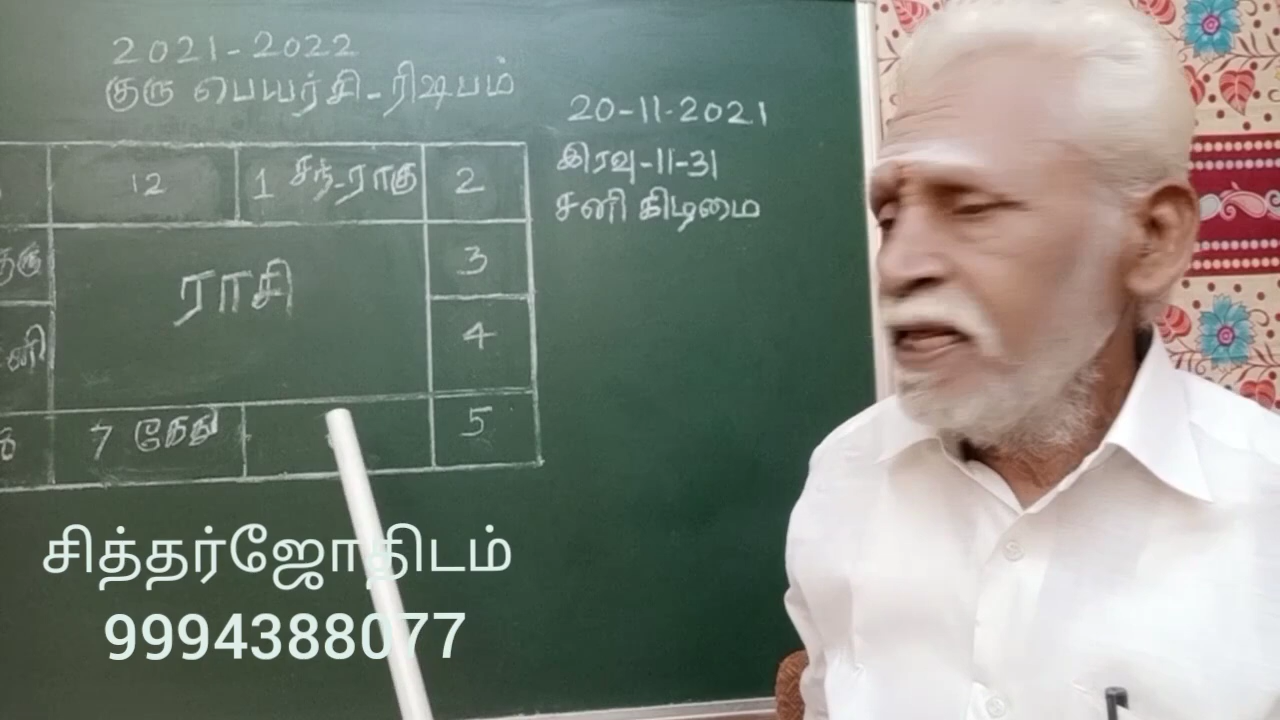 2021-2022
குரு பெயர்சி-ரிஷபம்
20-11-2021
இரவு-11-31
சனி கிடிமை
12
1 சந்-ராகு
2
குரு
3
ராசி
4
னி
8
7 கேது
5
சித்தர்ஜோதிடம்
9994388077